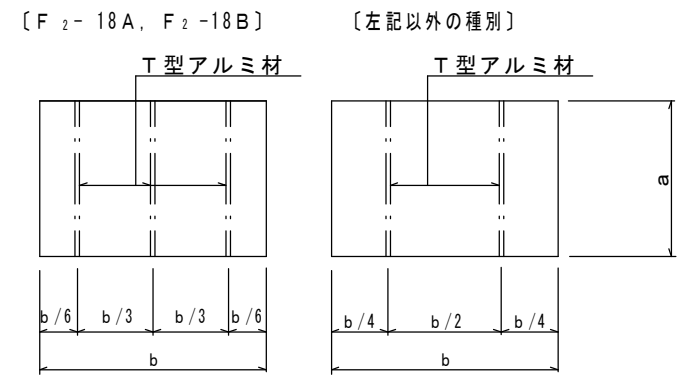 〔Ｆ₂－18Ａ，Ｆ₂-18Ｂ〕
〔左記以外の種別〕
Ｔ型アルミ材
Ｔ型アルミ材
a
b/6 b/3 b/3 b/6
b/4 b/2 b/4
b
b